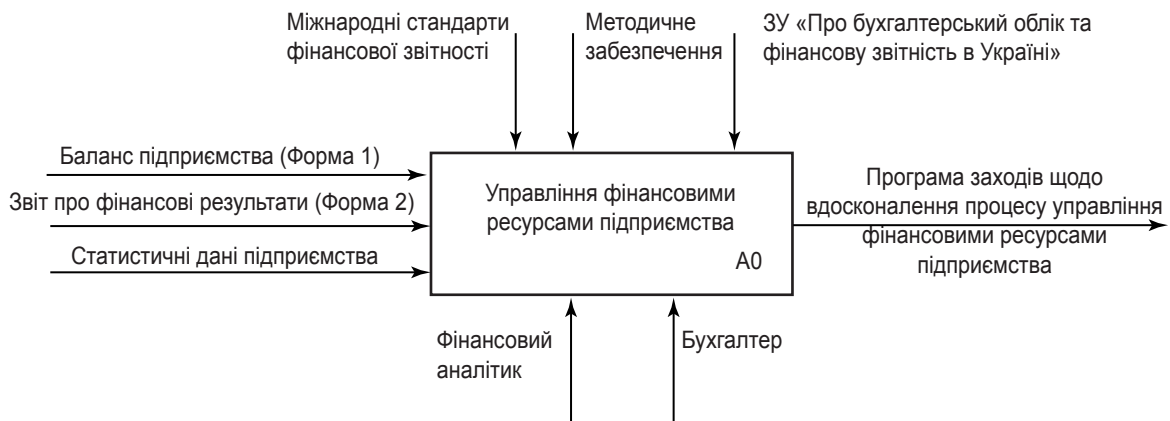 Міжнародні стандарти
фінансової звітності
Методичне
забезпечення
ЗУ «Про бухгалтерський облік та
фінансову звітність в Україні»
Баланс підприємства (Форма 1)
Звіт про фінансові результати (Форма 2)
Статистичні дані підприємства
Управління фінансовими
ресурсами підприємства
А0
Програма заходів щодо
вдосконалення процесу управління
фінансовими ресурсами
підприємства
Фінансовий
аналітик
Бухгалтер